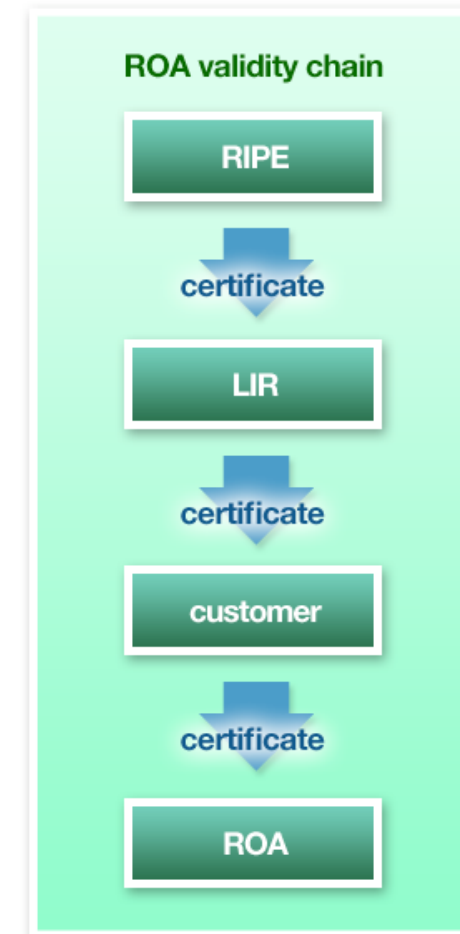 ROA validity chain
RIPE
certificate
LIR
certificate
customer
certificate
ROA